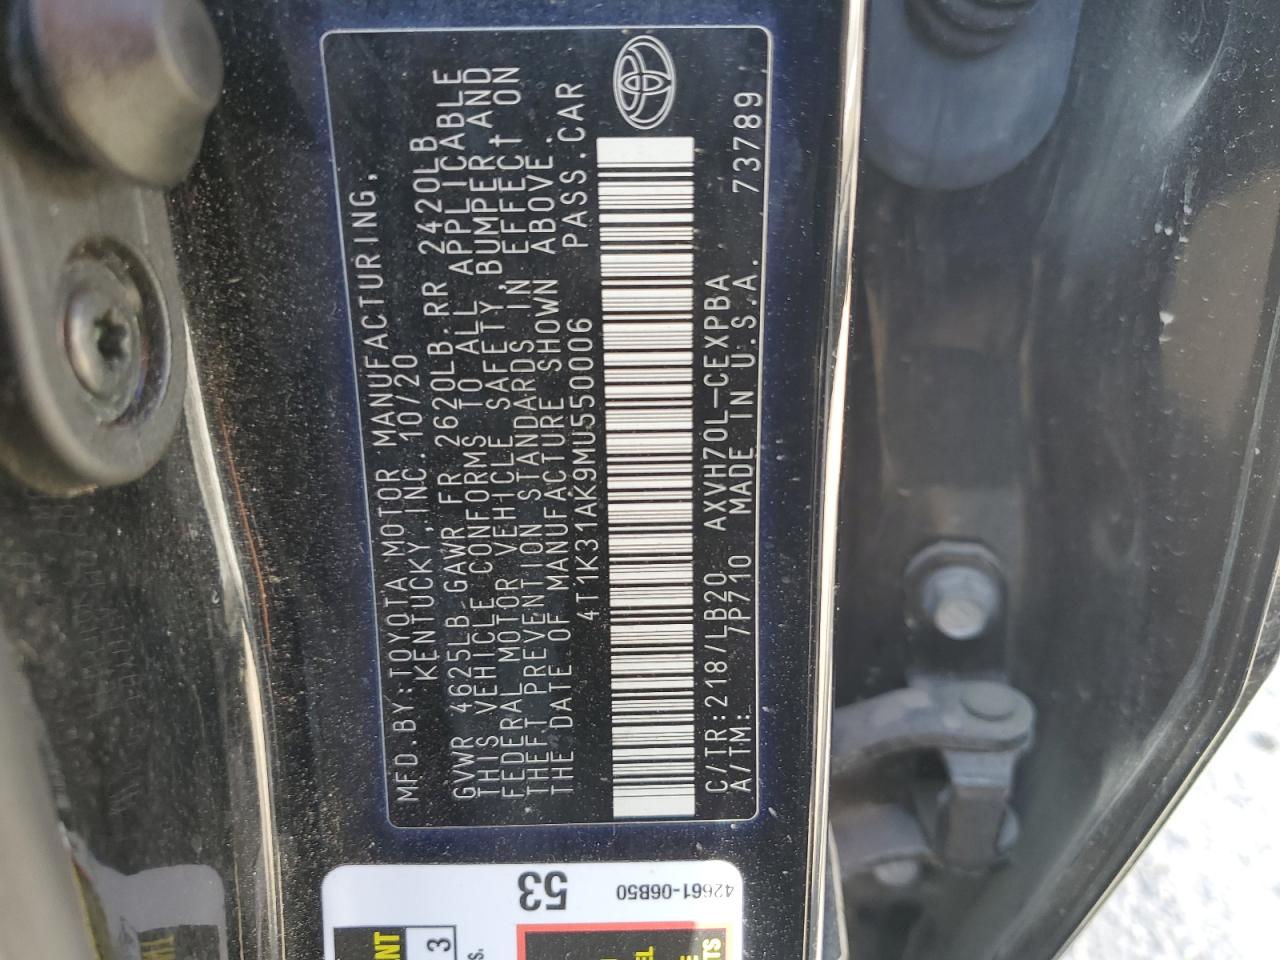 MFD.BY:TOYOTA MOTOR MANUFACTURING,
KENTUCKY,INC. 10/20
GVWR 4625LB GAWR FR 2620LB.RR 2420LB
THIS VEHICLE CONFORMS TO ALL APPLICABLE
FEDERAL MOTOR VEHICLE SAFETY,BUMPER,AND
THEFT PREVENTION STANDARDS IN EFFECT ON
THE DATE OF MANUFACTURE SHOWN ABOVE.
4T1K31AK9MU550006 PASS.CAR
C/TR:218/LB20 AXVH70L-CEXPBA
A/TM: /P710 MADE IN U.S.A. 73789
42661-06B50
53
3